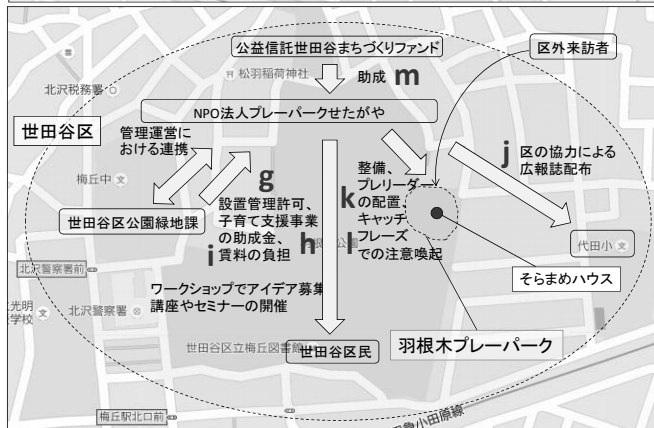 公益信託世田谷まちづくりファンド
区外来訪者
松羽稲荷神社
助成 m
北沢税務署
NPO法人プレーパークせたがや
世田谷区
管理運営に
おける連携
梅丘中 文
g
設置管理許可、
子育て支援事業
の助成金、
賃料の負担
i
h
k
l
整備、
プレリーダー
の配置、
キャッチ
フレーズ
での注意喚起
j
区の協力による
広報誌配布
世田谷区公園緑地課
代田小 文
北沢警察署前
そらまめハウス
ワークショップでアイデア募集
講座やセミナーの開催
光明
学校
文
北沢警察署
羽根木プレーパーク
世田谷区立梅丘図書館
世田谷区民
梅丘駅北口前
急小田原線